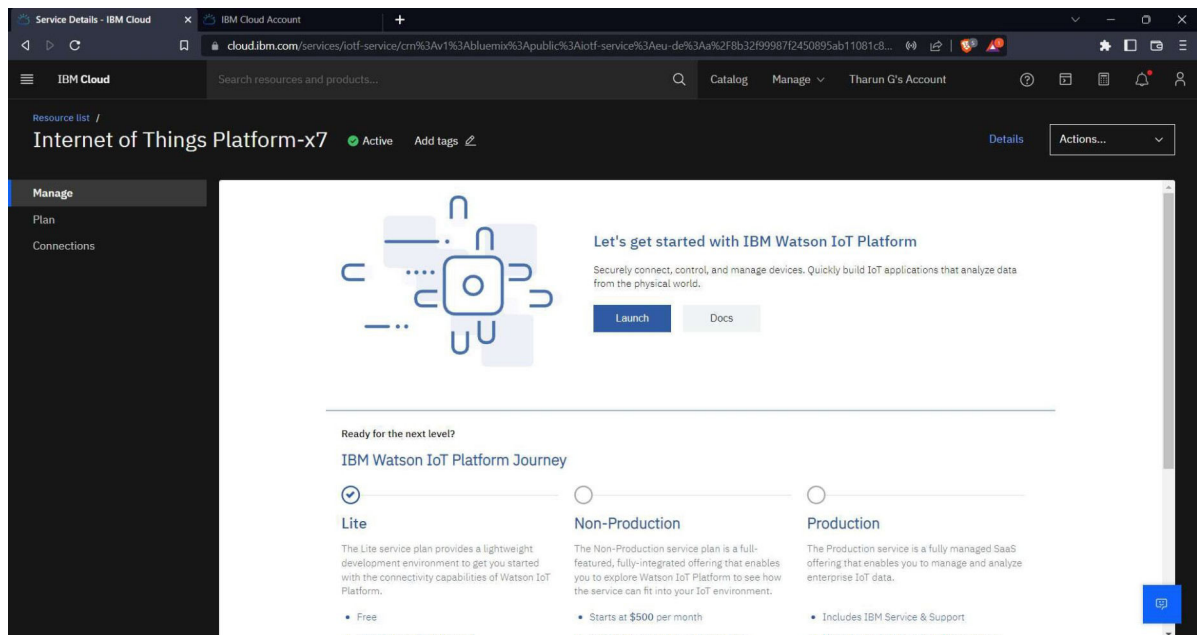 Service Details - IBM Cloud
IBM Cloud Account
cloud.ibm.com/services/iotf-service/crn%3Av1%3Abluemix%3Apublic%3Aiotf-service%3Aeu-de%3Aa%2F8b32f99987f2450895ab11081c8...
IBM Cloud
Search resources and products...
Catalog
Manage
Tharun G's Account
Resource list /
Internet of Things Platform-x7
Active
Add tags
Details
Actions...
Manage
Plan
Connections
Let's get started with IBM Watson IoT Platform
Securely connect, control, and manage devices. Quickly build IoT applications that analyze data
from the physical world.
Launch
Docs
Ready for the next level?
IBM Watson IoT Platform Journey
Lite
The Lite service plan provides a lightweight
development environment to get you started
with the connectivity capabilities of Watson IoT
Platform.
• Free
Non-Production
The Non-Production service plan is a full-
featured, fully-integrated offering that enables
you to explore Watson IoT Platform to see how
the service can fit into your IoT environment.
• Starts at $500 per month
Production
The Production service is a fully managed SaaS
offering that enables you to manage and analyze
enterprise IoT data.
• Includes IBM Service & Support